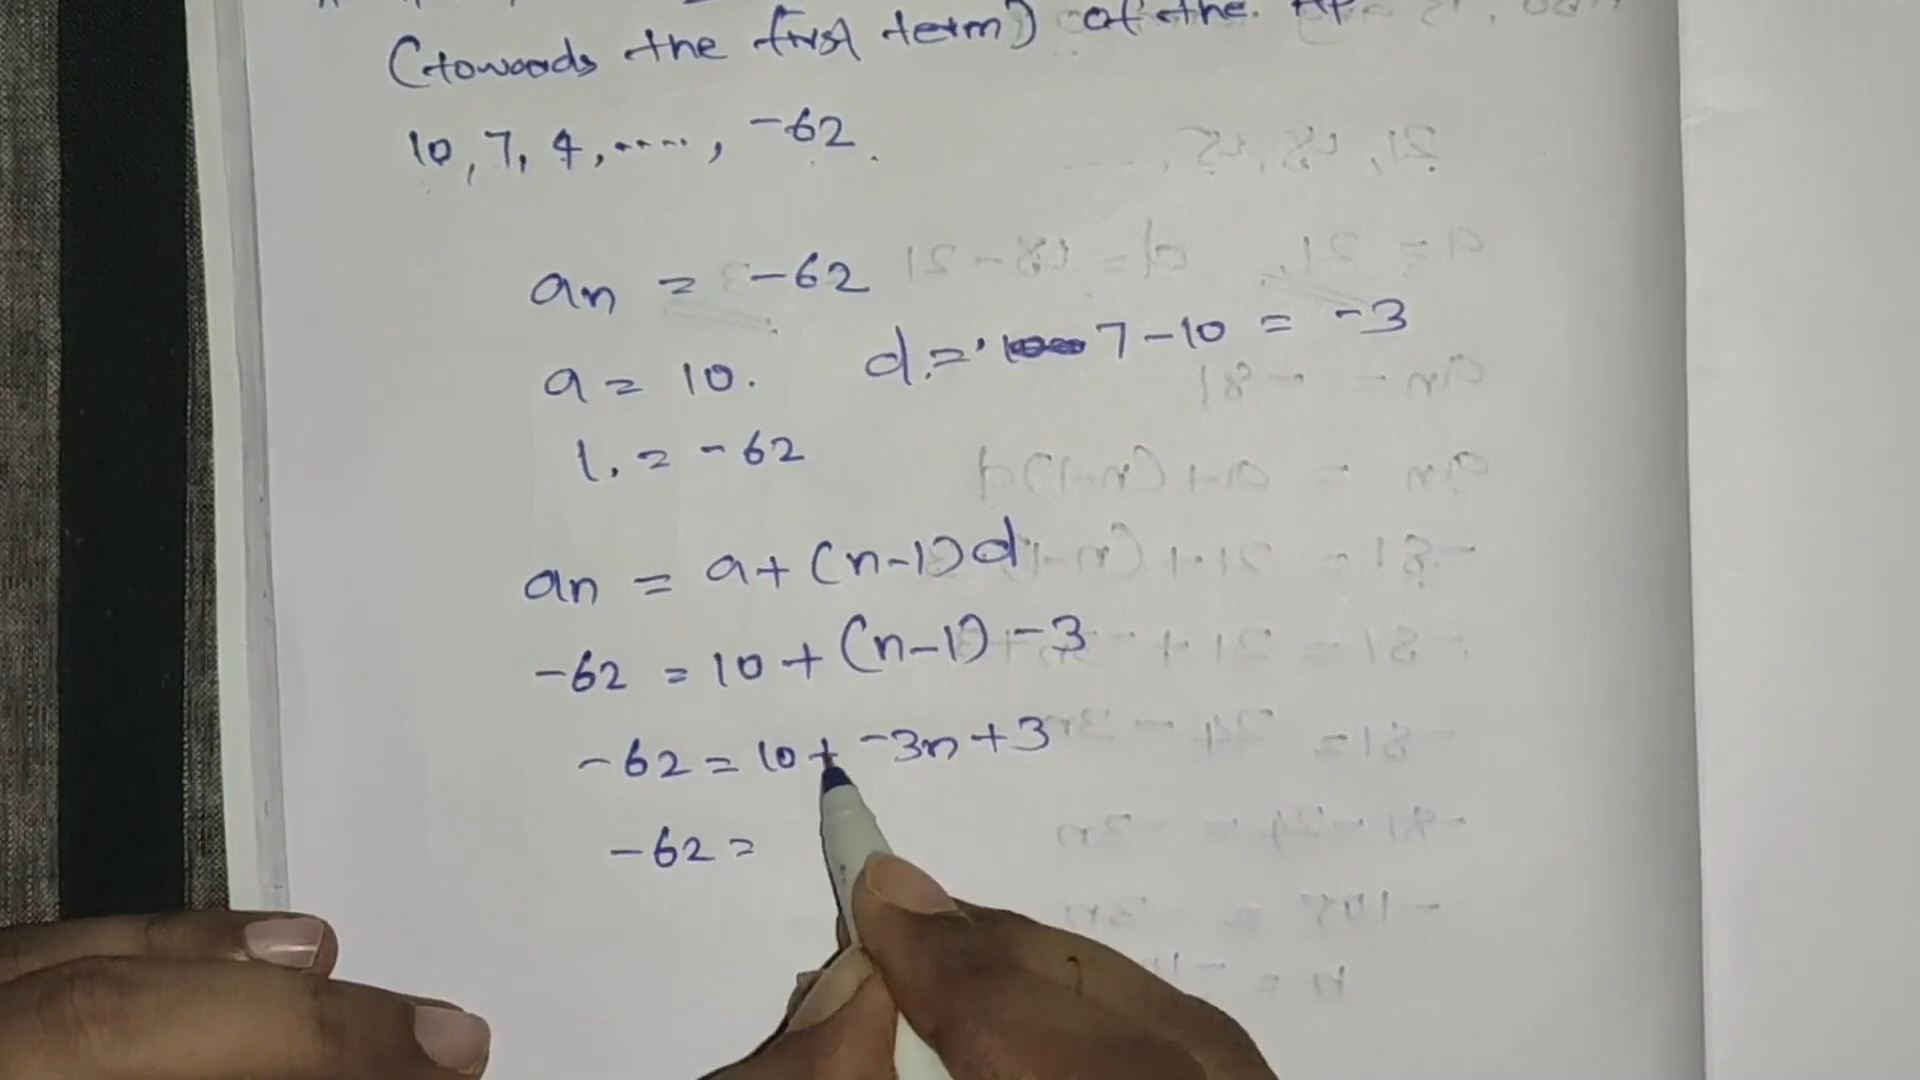 (towards the first term) of the AP
10, 7, 4, ....., -62.
an = -62
a = 10. d = 7-10 = -3
l. = -62
an = a+(n-1)d
-62 = 10+(n-1)-3
-62 = 10+-3n+3
-62 =